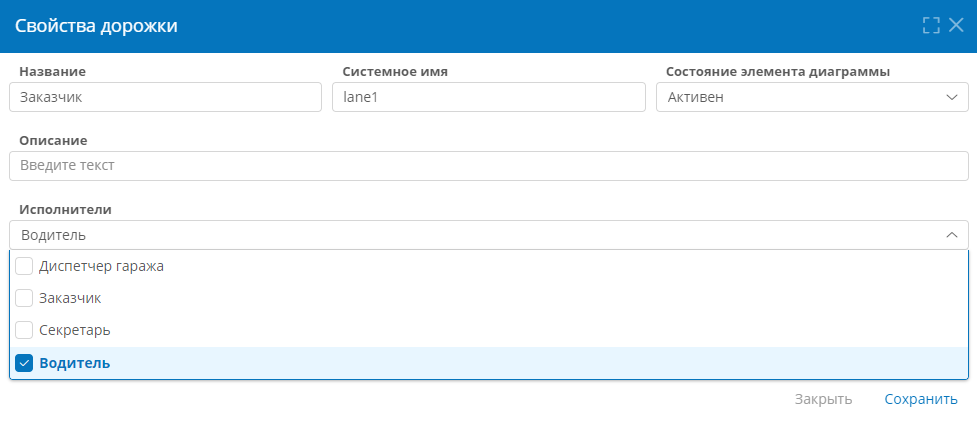 Свойства дорожки
Название
Системное имя
Состояние элемента диаграммы
Заказчик
lane1
Активен
Описание
Введите текст
Исполнители
Водитель
Диспетчер гаража
Заказчик
Секретарь
Водитель
Закрыть
Сохранить